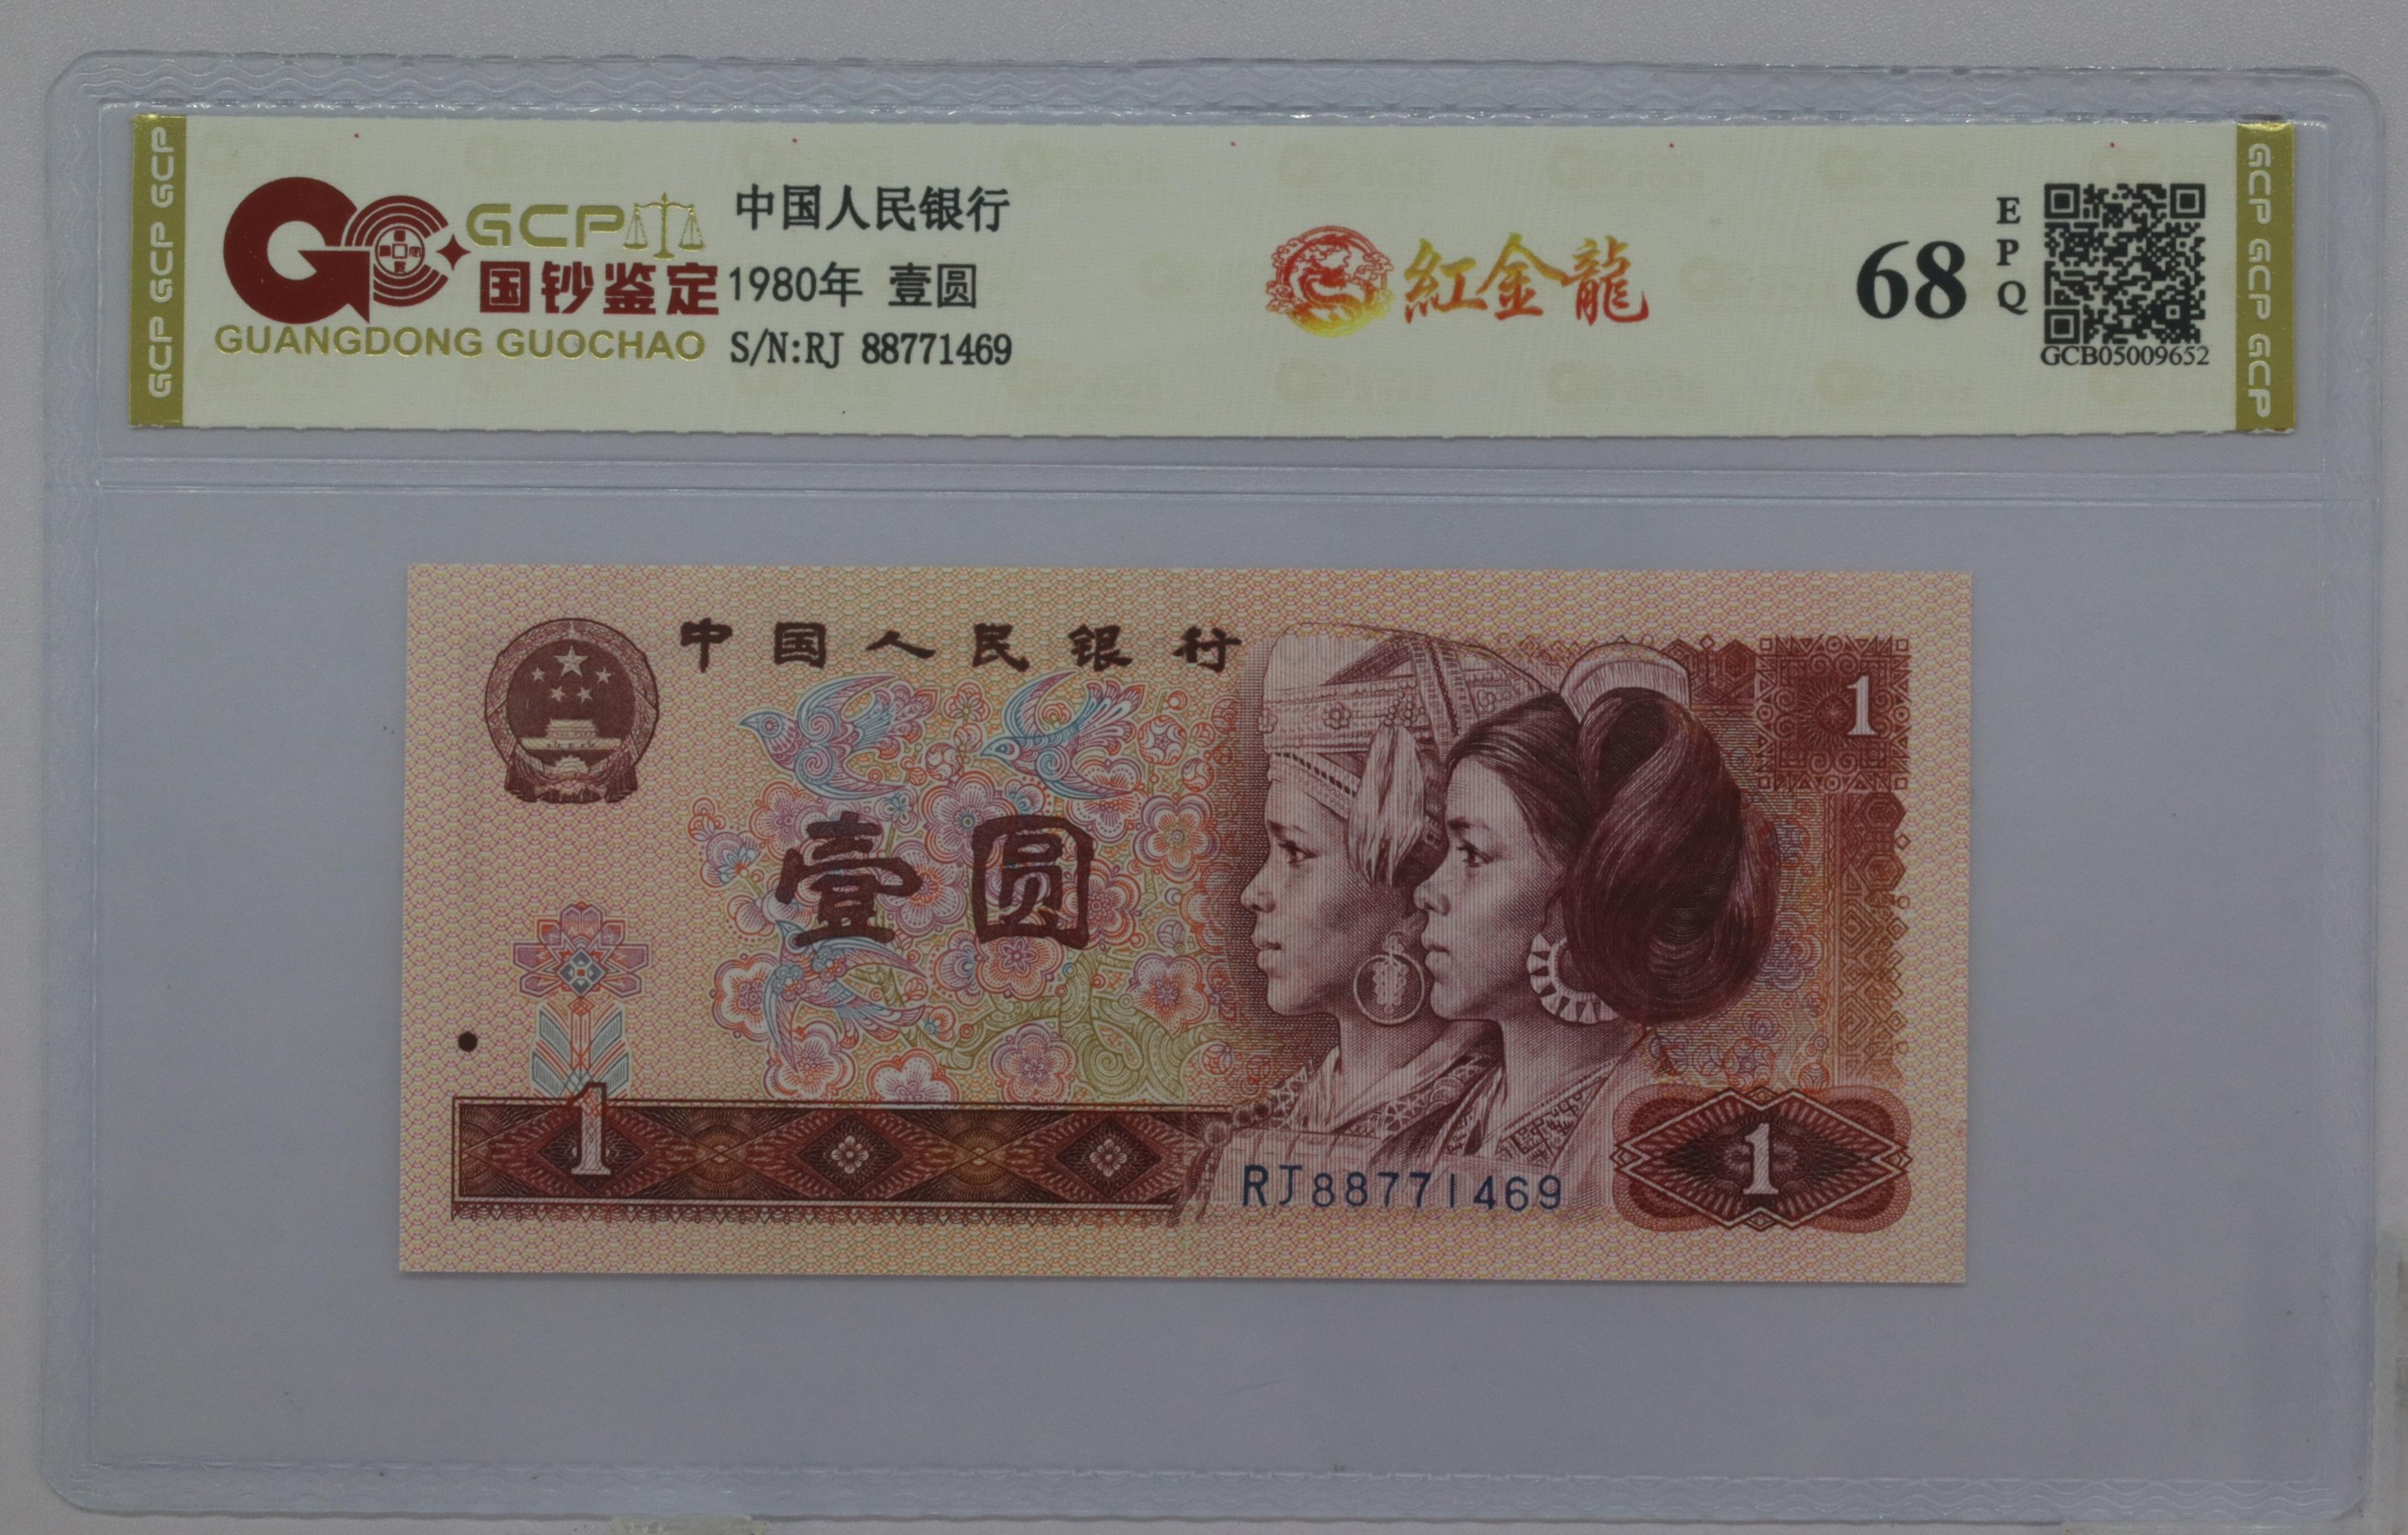 GCP GCP GCP
GCP
国钞鉴定
GUANGDONG GUOCHAO
中国人民银行
1980年 壹圆
S/N:RJ 88771469
紅金龍
68
EPQ
GCB05009652
GCP GCP GCP
中国人民银行
1
壹圆
1
RJ88771469
1